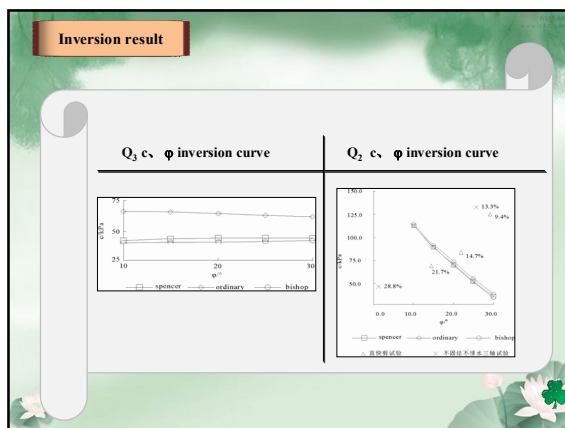 Inversion result
Q3 c、 φ inversion curve
Q2 c、 φ inversion curve
75
50
25
c/kPa
10
20
30
φ/°
spencer
ordinary
bishop
150.0
125.0
100.0
75.0
50.0
c/kPa
13.3%
9.4%
14.7%
21.7%
28.8%
0.0
10.0
20.0
30.0
φ/°
spencer
ordinary
bishop
直快剪试验
不固结不排水三轴试验